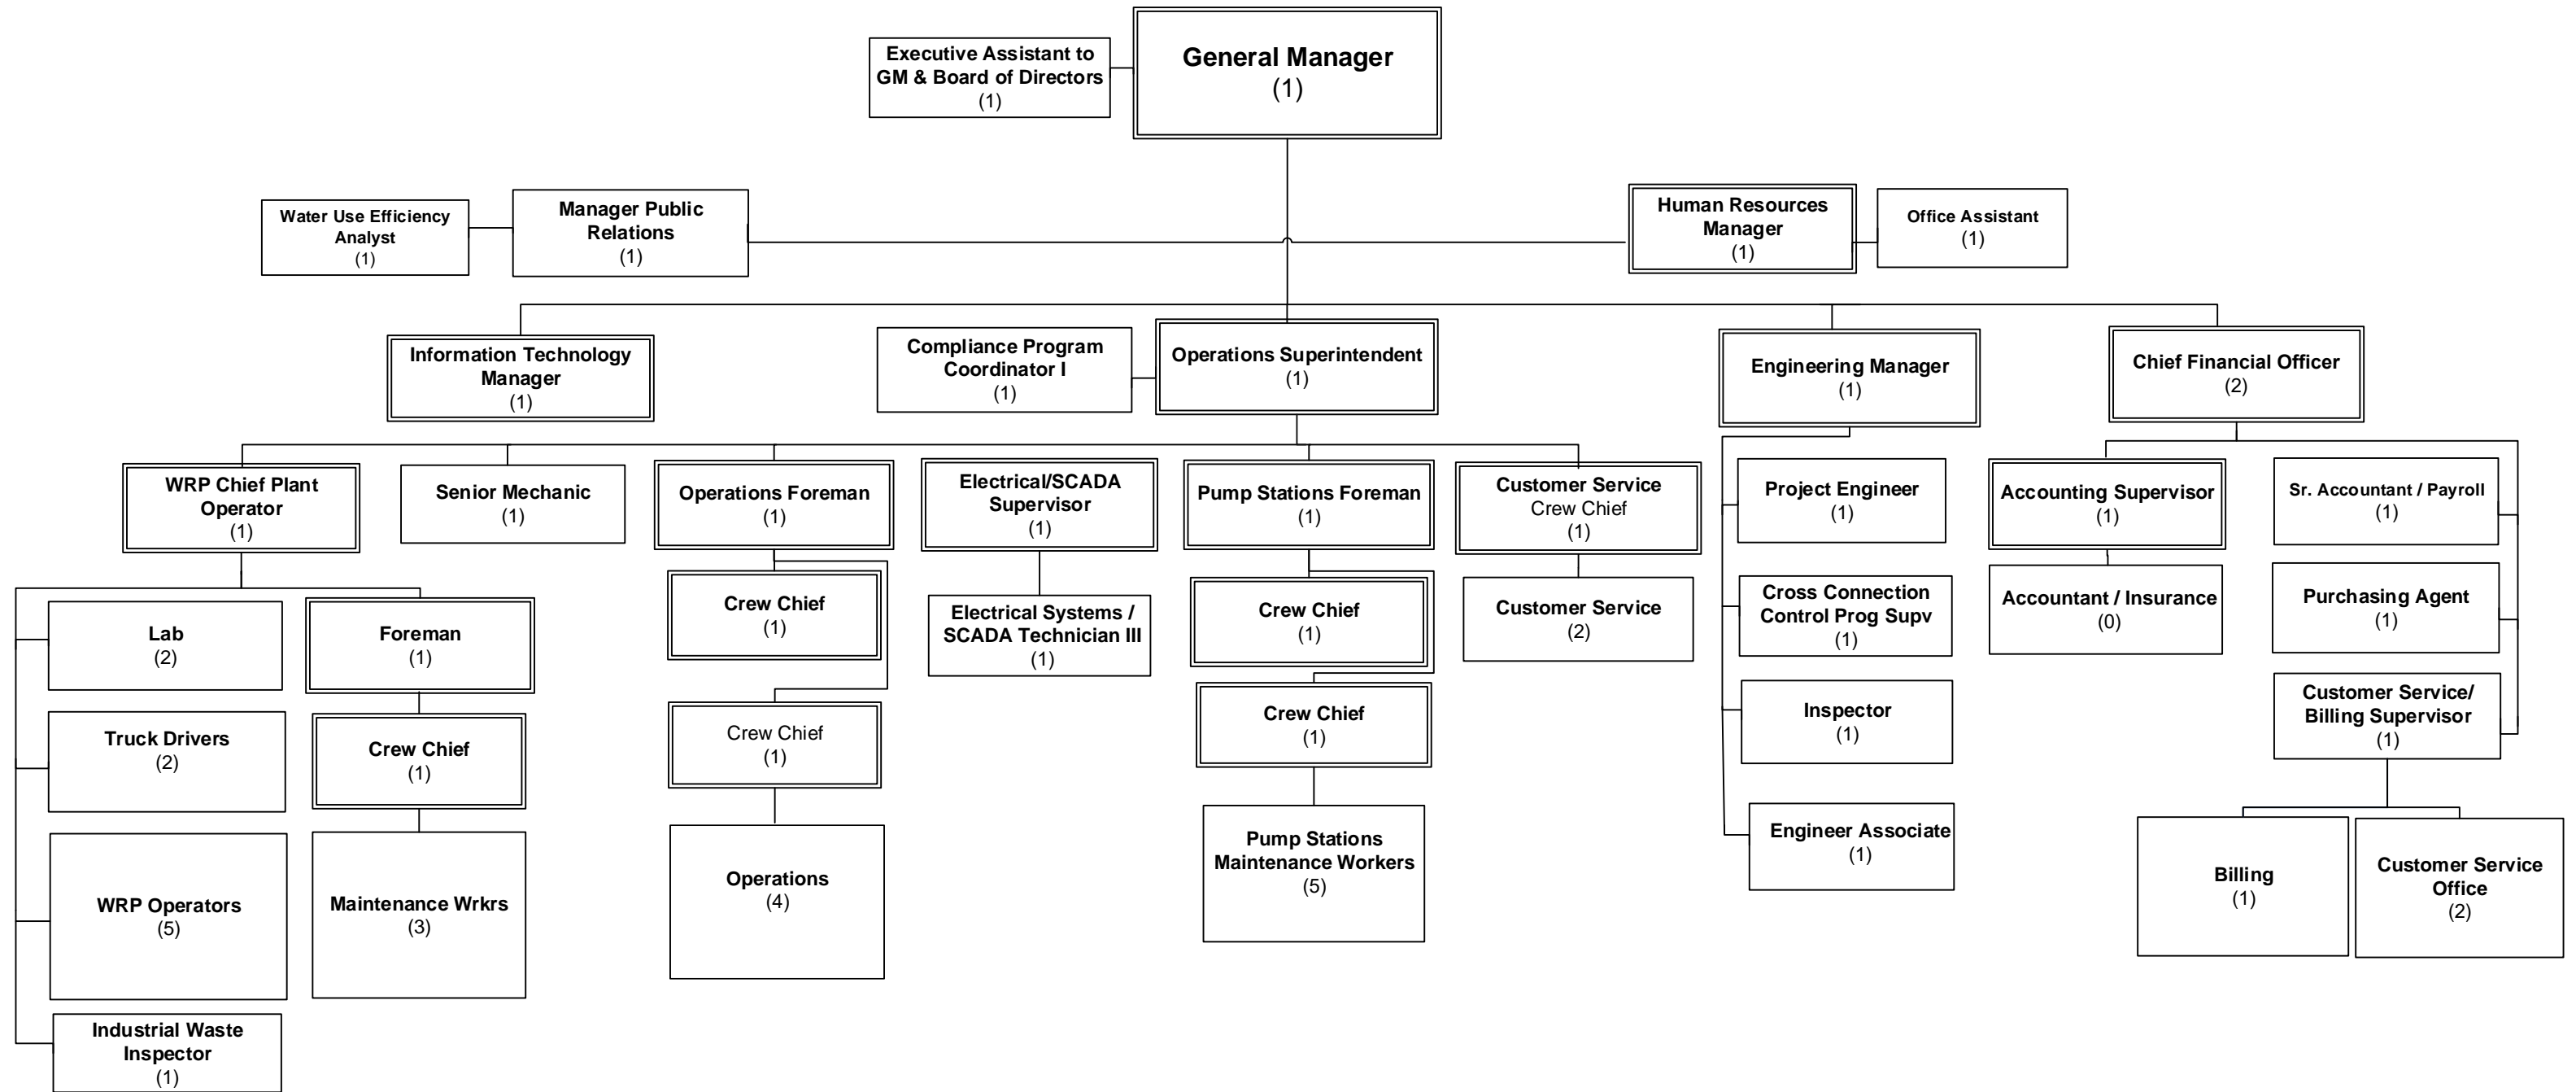 Executive Assistant to
GM & Board of Directors
(1)
General Manager
(1)
Water Use Efficiency
Analyst
(1)
Manager Public
Relations
(1)
Human Resources
Manager
(1)
Office Assistant
(1)
Information Technology
Manager
(1)
Compliance Program
Coordinator I
(1)
Operations Superintendent
(1)
Engineering Manager
(1)
Chief Financial Officer
(2)
WRP Chief Plant
Operator
(1)
Senior Mechanic
(1)
Operations Foreman
(1)
Electrical/SCADA
Supervisor
(1)
Pump Stations Foreman
(1)
Customer Service
Crew Chief
(1)
Project Engineer
(1)
Accounting Supervisor
(1)
Sr. Accountant / Payroll
(1)
Lab
(2)
Foreman
(1)
Crew Chief
(1)
Electrical Systems /
SCADA Technician III
(1)
Crew Chief
(1)
Customer Service
(2)
Cross Connection
Control Prog Supv
(1)
Accountant / Insurance
(0)
Purchasing Agent
(1)
Truck Drivers
(2)
Crew Chief
(1)
Crew Chief
(1)
Crew Chief
(1)
Inspector
(1)
Customer Service/
Billing Supervisor
(1)
WRP Operators
(5)
Maintenance Wrkrs
(3)
Operations
(4)
Pump Stations
Maintenance Workers
(5)
Engineer Associate
(1)
Billing
(1)
Customer Service
Office
(2)
Industrial Waste
Inspector
(1)